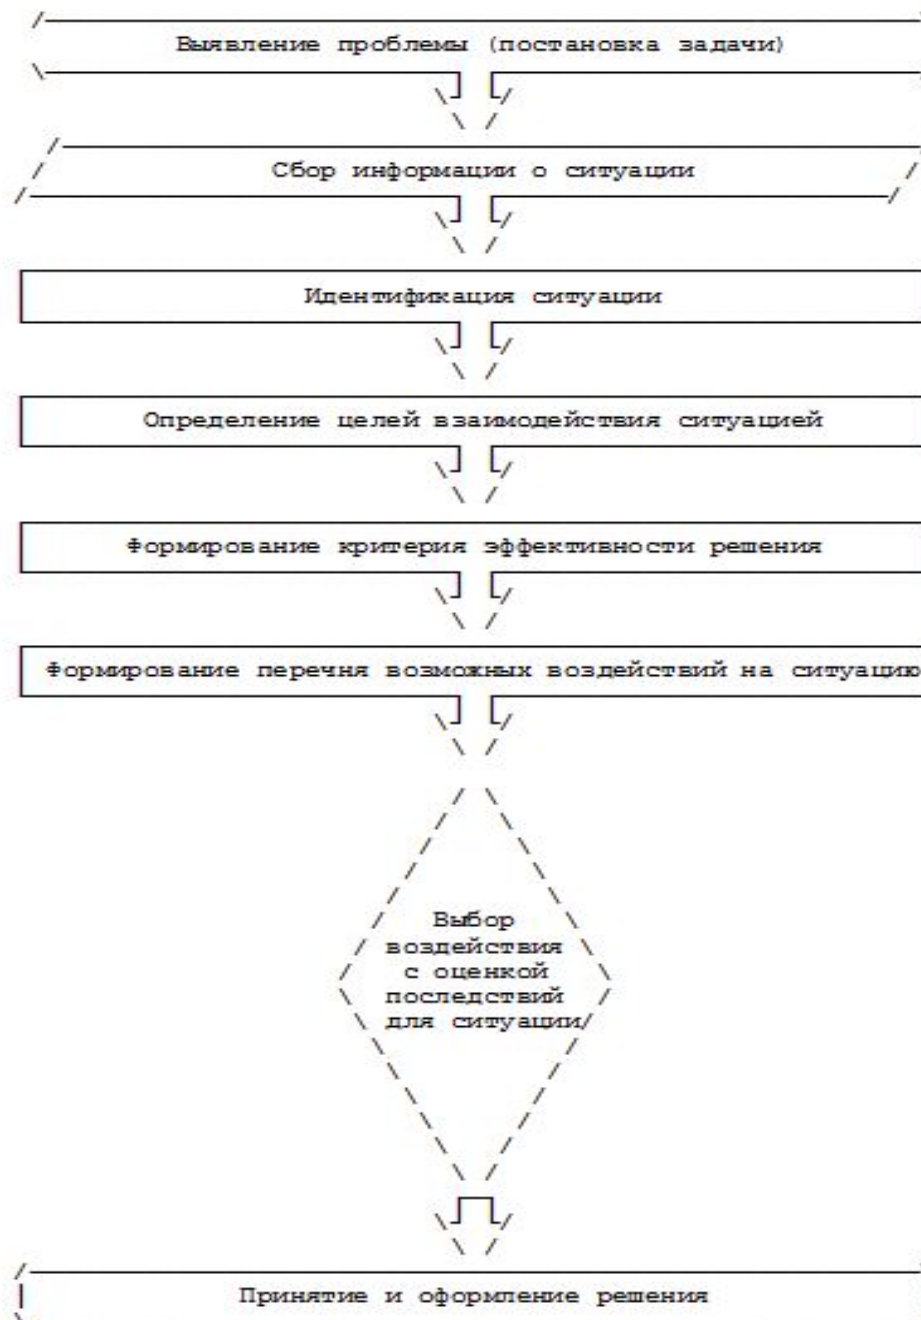 Выявление проблемы (постановка задачи)
Сбор информации о ситуации
Идентификация ситуации
Определение целей взаимодействия ситуацией
Формирование критерия эффективности решения
Формирование перечня возможных воздействий на ситуацию
Выбор
воздействия
с оценкой
последствий
для ситуации
Принятие и оформление решения